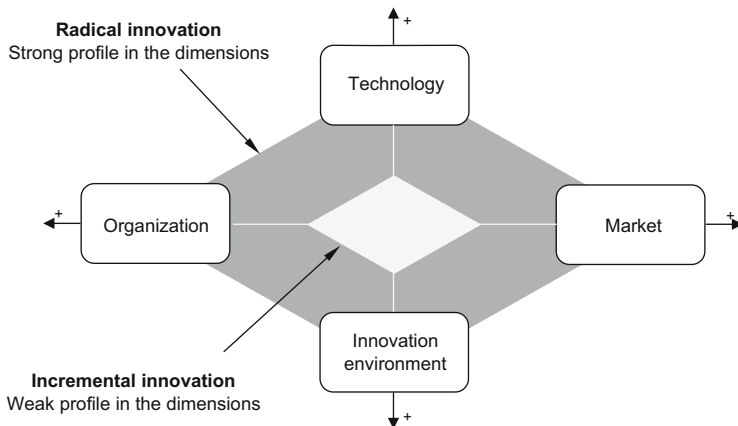 Radical innovation
Strong profile in the dimensions
+
Technology
+
Organization
Market
+
Innovation
environment
Incremental innovation
Weak profile in the dimensions
+